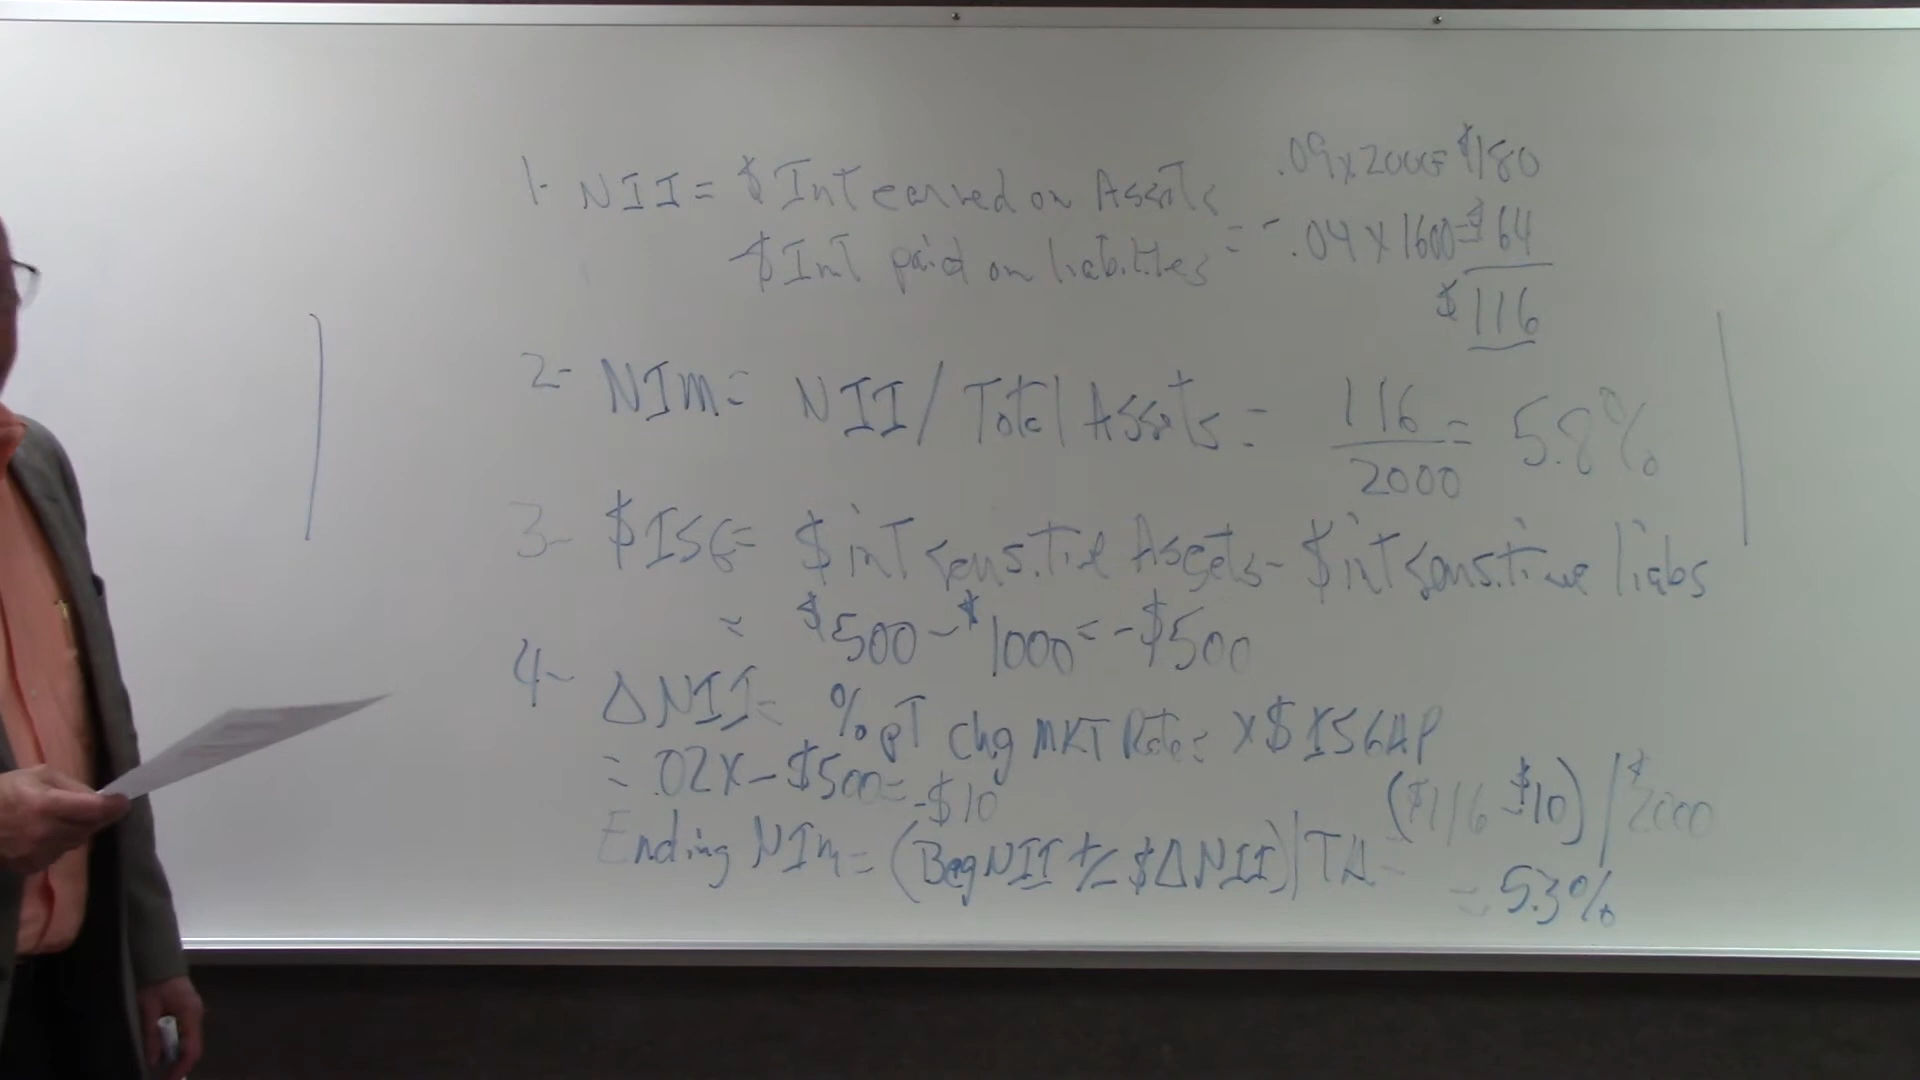 1- NII = $ Int earned on Assets .09 x 2000 = $180
- $ Int paid on liabilities = - .04 x 1600 = $64
$116
2- NIM = NII / Total Assets = 116 / 2000 = 5.8%
3- $ISG = $ int sensitive Assets - $ int sensitive liabs
= $500 - $1000 = -$500
4- Δ NII = % pT chg MKT Rates x $ ISGAP
= .02 x - $500 = -$10
Ending NIM = (Beg NII +/- $Δ NII) / TA = ($116 - $10) / $2000
= 5.3%